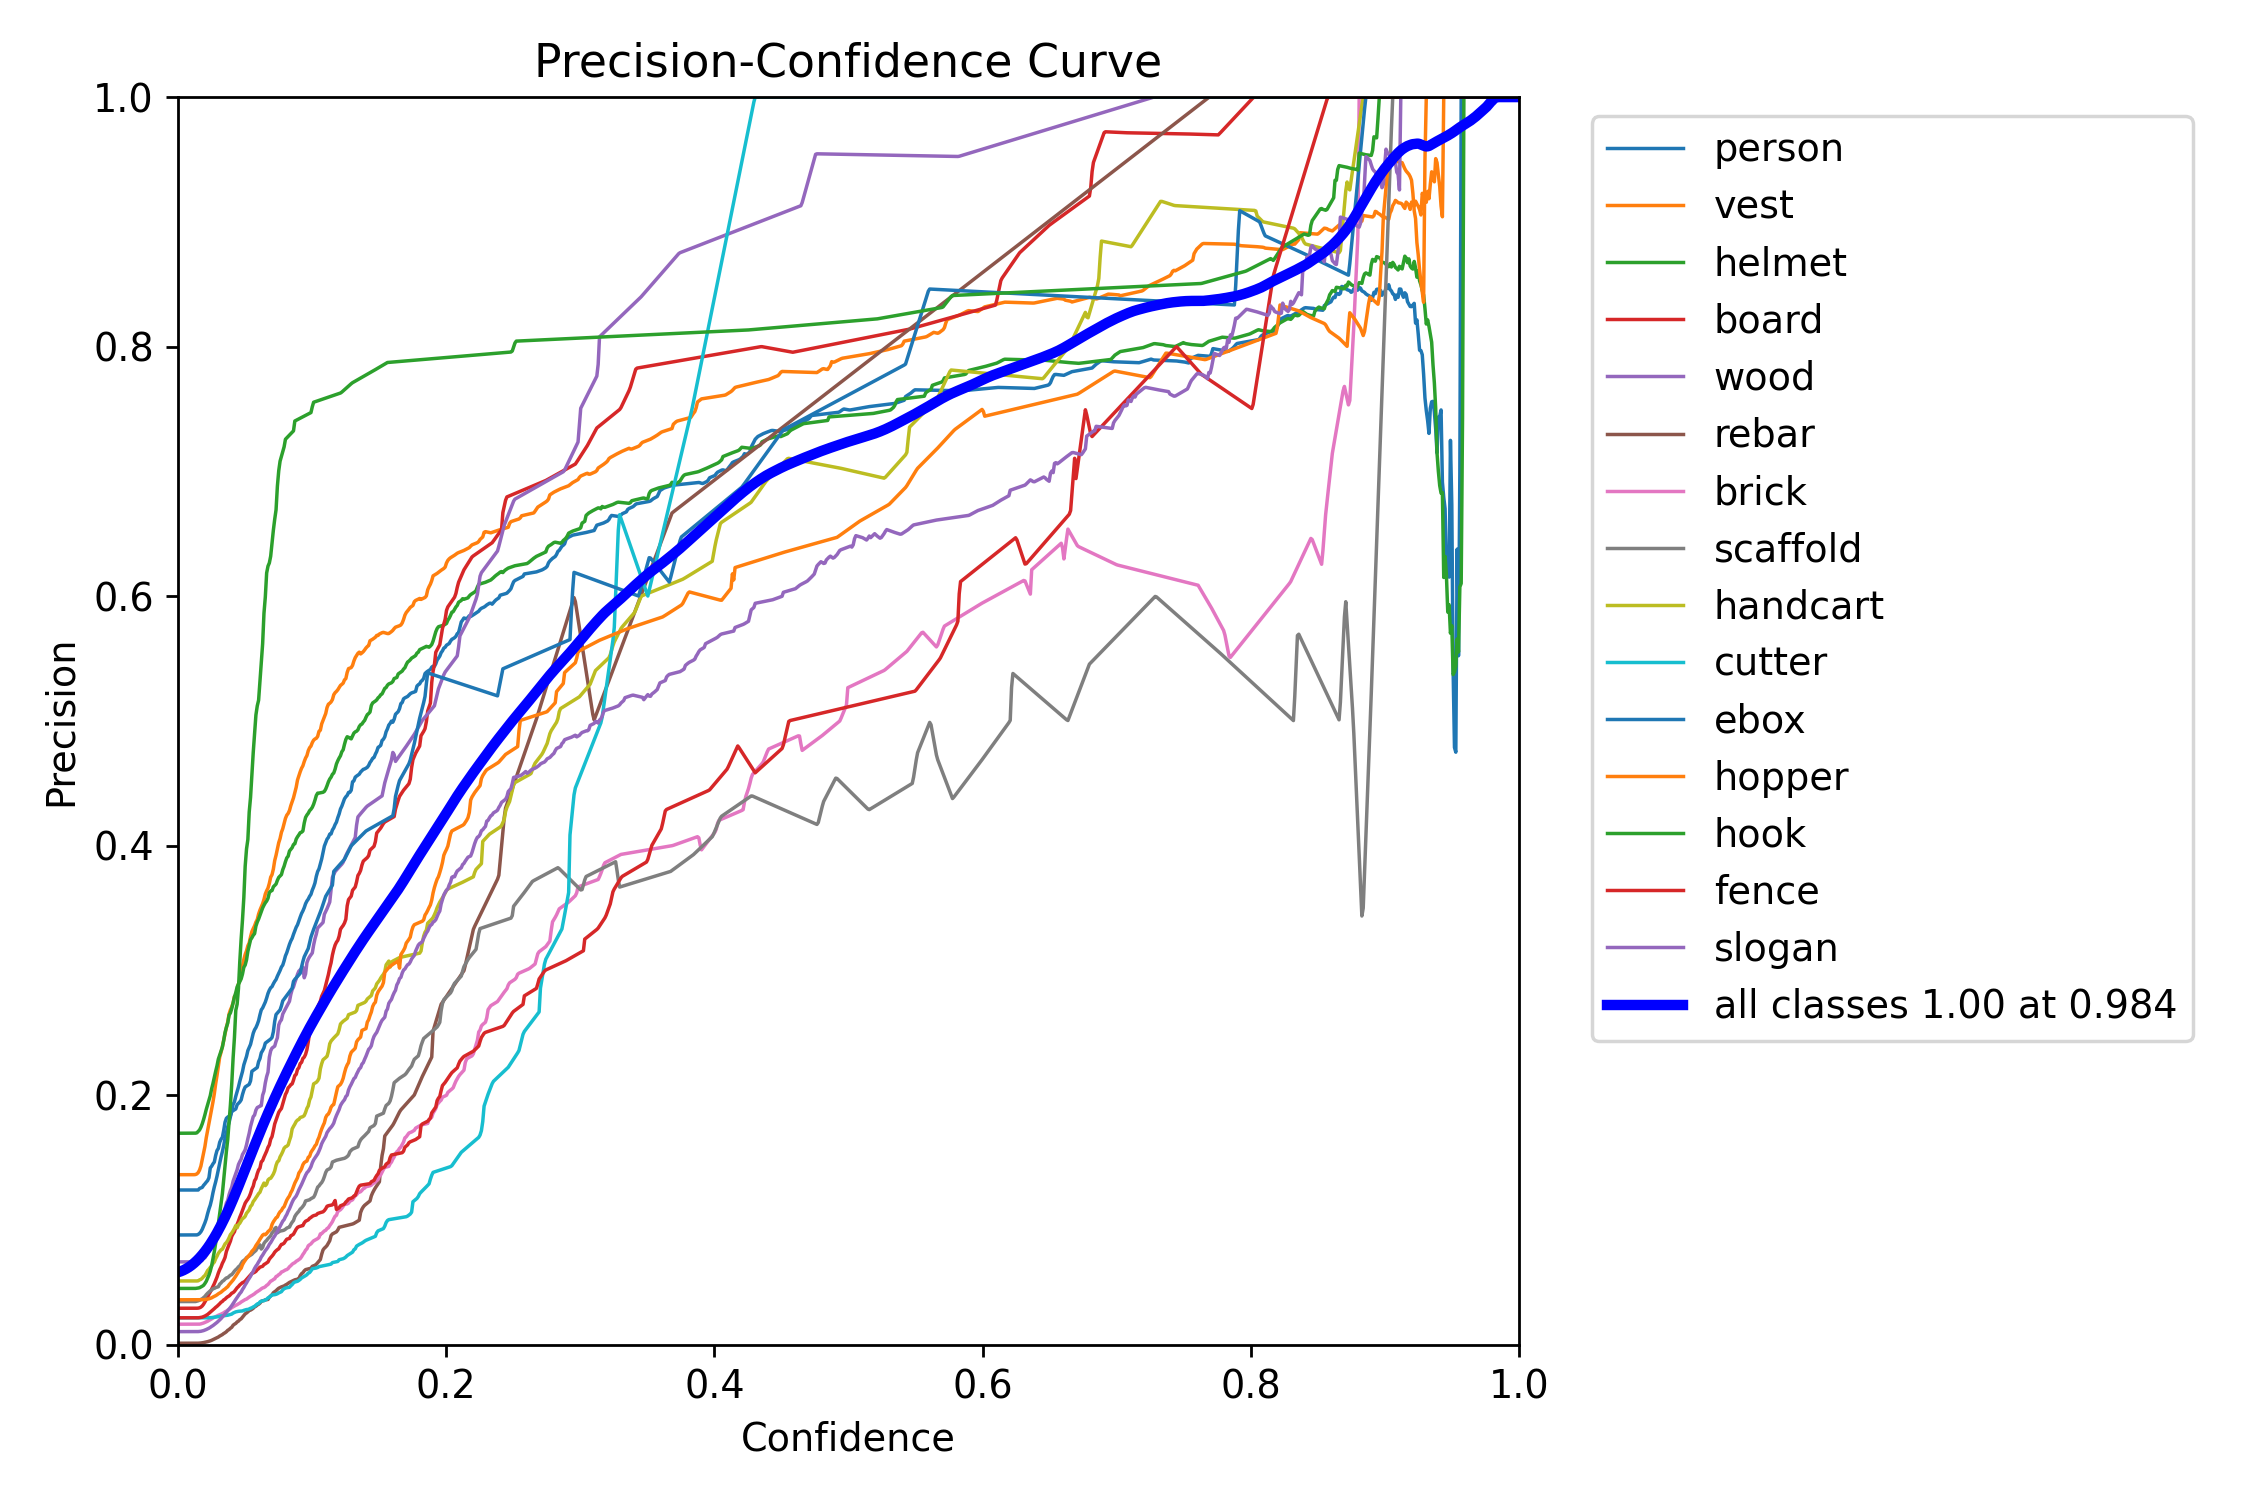 Precision-Confidence Curve
1.0
0.8
0.6
0.4
0.2
0.0
Precision
0.0 0.2 0.4 0.6 0.8 1.0
Confidence
person
vest
helmet
board
wood
rebar
brick
scaffold
handcart
cutter
ebox
hopper
hook
fence
slogan
all classes 1.00 at 0.984